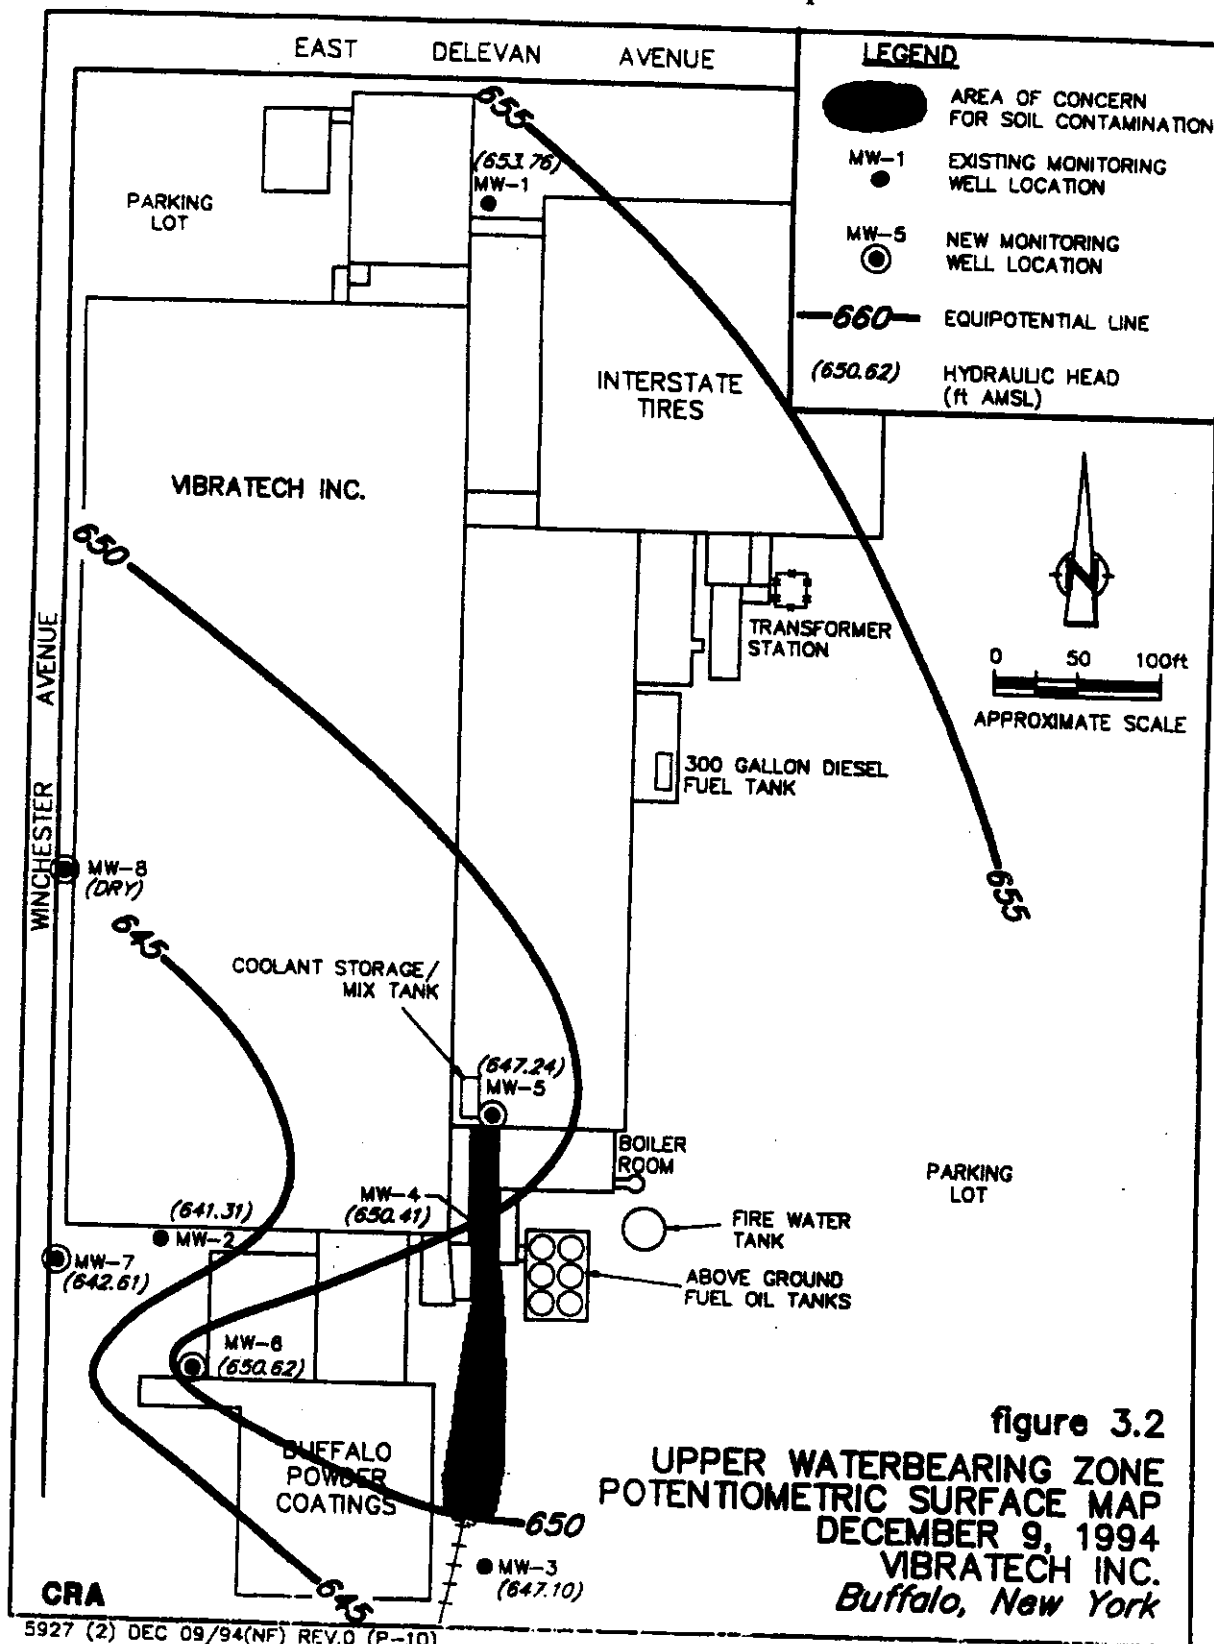 EAST DELEVAN AVENUE
LEGEND
AREA OF CONCERN
FOR SOIL CONTAMINATION
MW-1
EXISTING MONITORING
WELL LOCATION
MW-5
NEW MONITORING
WELL LOCATION
660
EQUIPOTENTIAL LINE
(650.62)
HYDRAULIC HEAD
(ft AMSL)
655
(653.76)
MW-1
PARKING
LOT
INTERSTATE
TIRES
VIBRATECH INC.
650
N
TRANSFORMER
STATION
0 50 100ft
APPROXIMATE SCALE
WINCHESTER AVENUE
300 GALLON DIESEL
FUEL TANK
MW-8
(DRY)
655
645
COOLANT STORAGE/
MIX TANK
(647.24)
MW-5
BOILER
ROOM
PARKING
LOT
MW-4
(650.41)
(641.31)
MW-2
MW-7
(642.61)
FIRE WATER
TANK
ABOVE GROUND
FUEL OIL TANKS
MW-6
(650.62)
BUFFALO
POWDER
COATINGS
650
MW-3
(647.10)
645
figure 3.2
UPPER WATERBEARING ZONE
POTENTIOMETRIC SURFACE MAP
DECEMBER 9, 1994
VIBRATECH INC.
Buffalo, New York
CRA
5927 (2) DEC 09/94(NF) REV.0 (P-10)